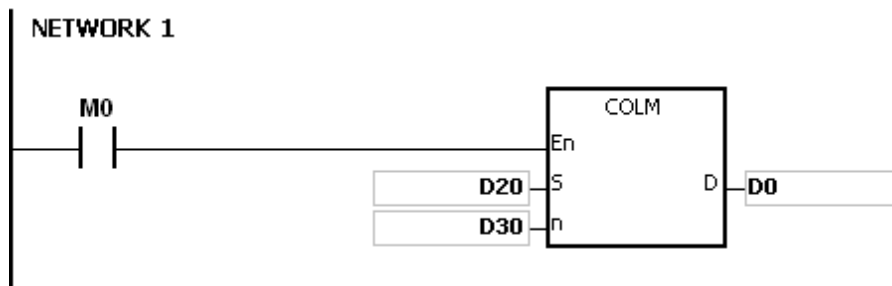 NETWORK 1
M0
COLM
En
D20 S D D0
D30 n